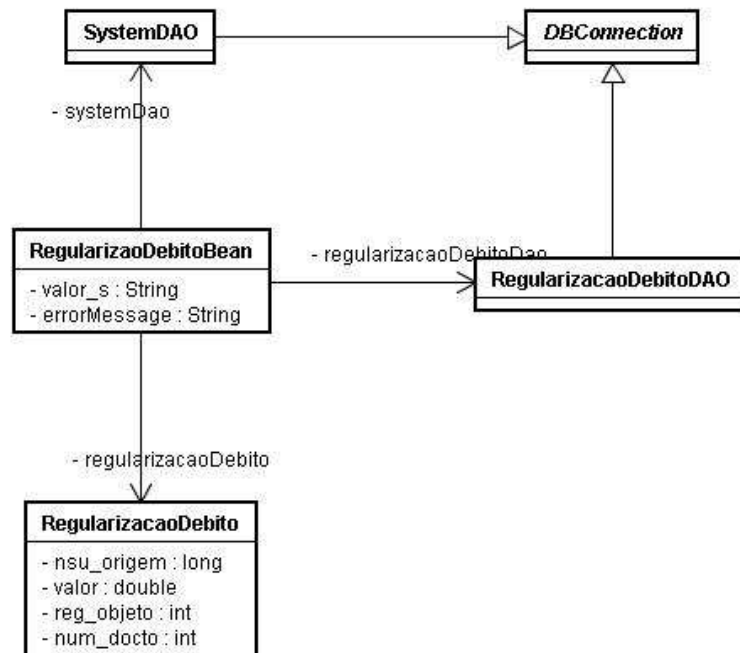 SystemDAO
DBConnection
- systemDao
RegularizaoDebitoBean
- valor_s : String
- errorMessage : String
- regularizacaoDebitoDao
RegularizacaoDebitoDAO
- regularizacaoDebito
RegularizacaoDebito
- nsu_origem : long
- valor : double
- reg_objeto : int
- num_docto : int